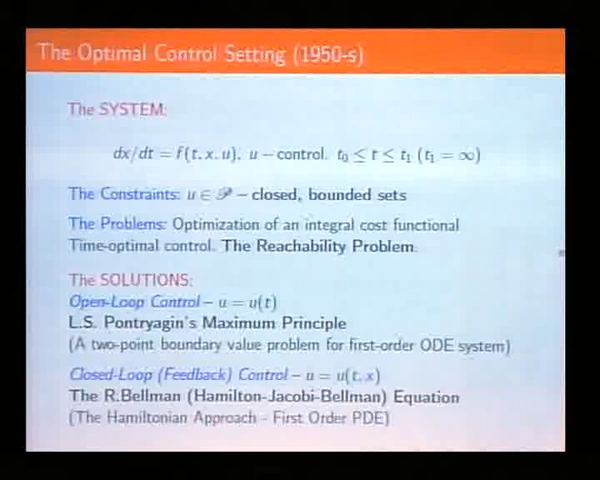 The Optimal Control Setting (1950-s)
The SYSTEM:
dx/dt = f(t, x, u), u − control, t₀ ≤ t ≤ t₁ (t₁ = ∞)
The Constraints: u ∈ 𝒫 − closed, bounded sets
The Problems: Optimization of an integral cost functional
Time-optimal control. The Reachability Problem.
The SOLUTIONS:
Open-Loop Control – u = u(t)
L.S. Pontryagin's Maximum Principle
(A two-point boundary value problem for first-order ODE system)
Closed-Loop (Feedback) Control – u = u(t, x)
The R.Bellman (Hamilton-Jacobi-Bellman) Equation
(The Hamiltonian Approach - First Order PDE)